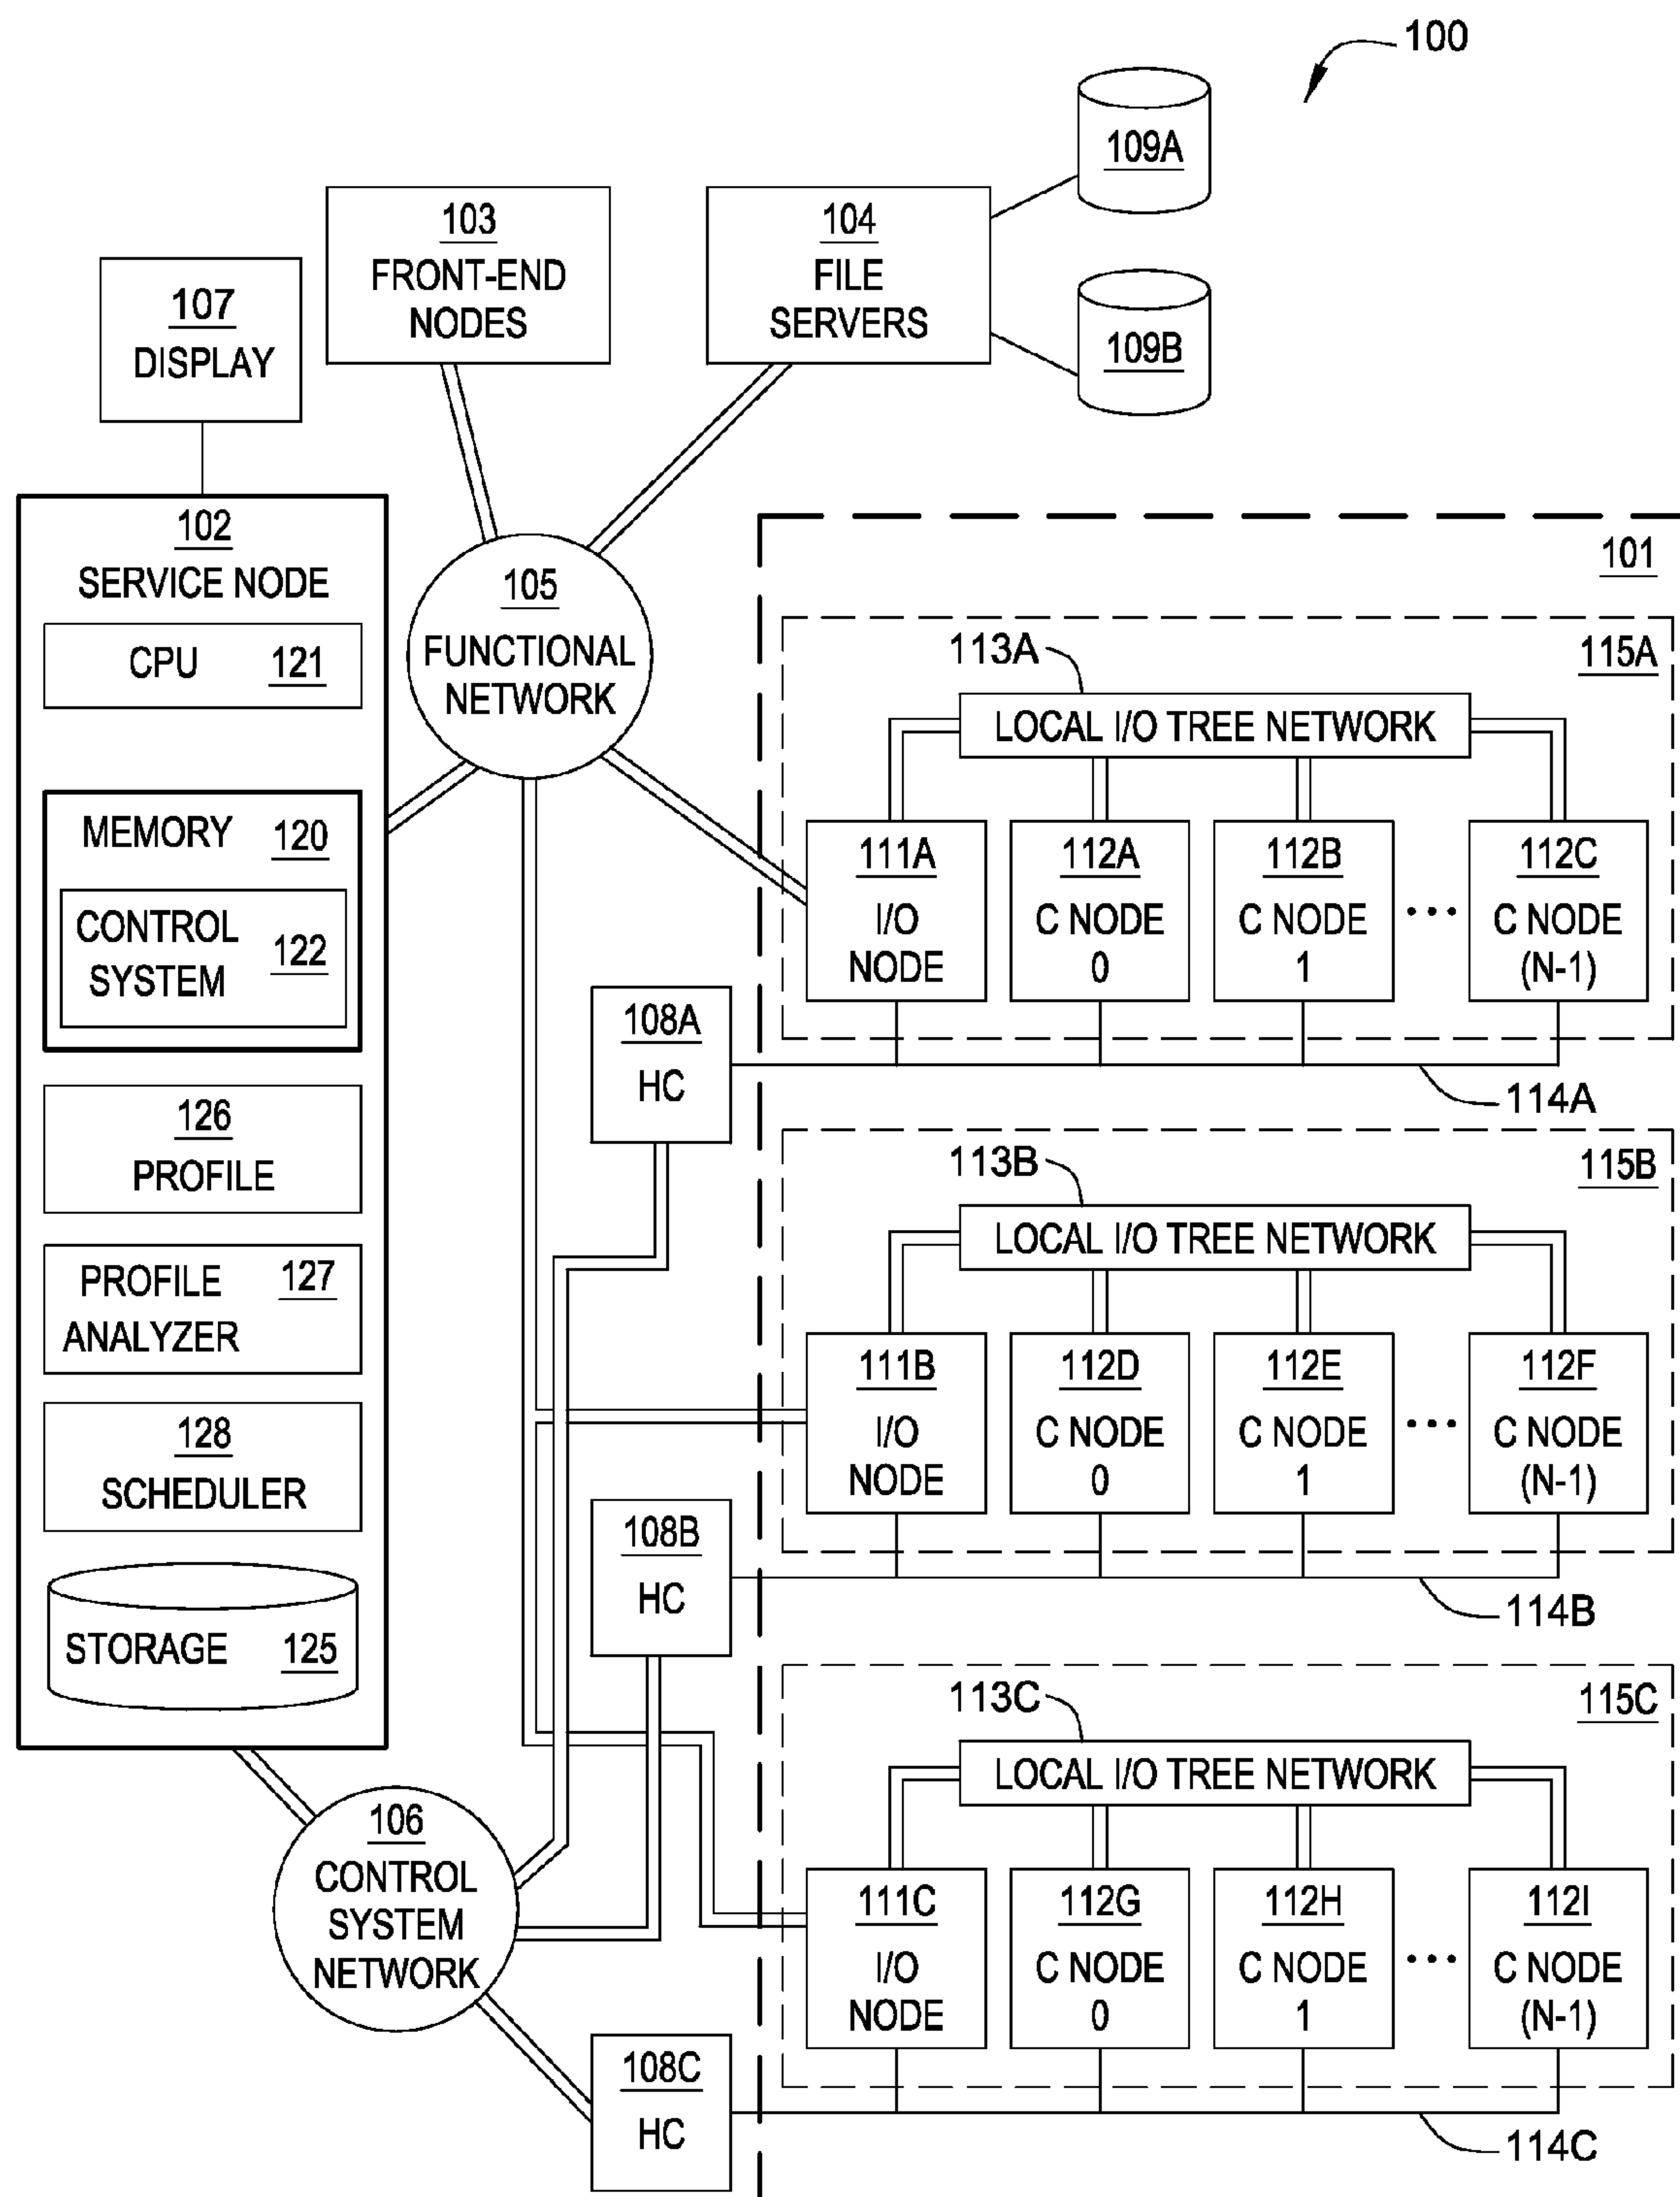 100
109A
109B
103
FRONT-END
NODES
104
FILE
SERVERS
107
DISPLAY
102
SERVICE NODE
CPU 121
MEMORY 120
CONTROL
SYSTEM 122
126
PROFILE
PROFILE
ANALYZER 127
128
SCHEDULER
STORAGE 125
105
FUNCTIONAL
NETWORK
106
CONTROL
SYSTEM
NETWORK
108A
HC
108B
HC
108C
HC
101
115A
113A
LOCAL I/O TREE NETWORK
111A
I/O
NODE
112A
C NODE
0
112B
C NODE
1
•••
112C
C NODE
(N-1)
114A
115B
113B
LOCAL I/O TREE NETWORK
111B
I/O
NODE
112D
C NODE
0
112E
C NODE
1
•••
112F
C NODE
(N-1)
114B
115C
113C
LOCAL I/O TREE NETWORK
111C
I/O
NODE
112G
C NODE
0
112H
C NODE
1
•••
112I
C NODE
(N-1)
114C